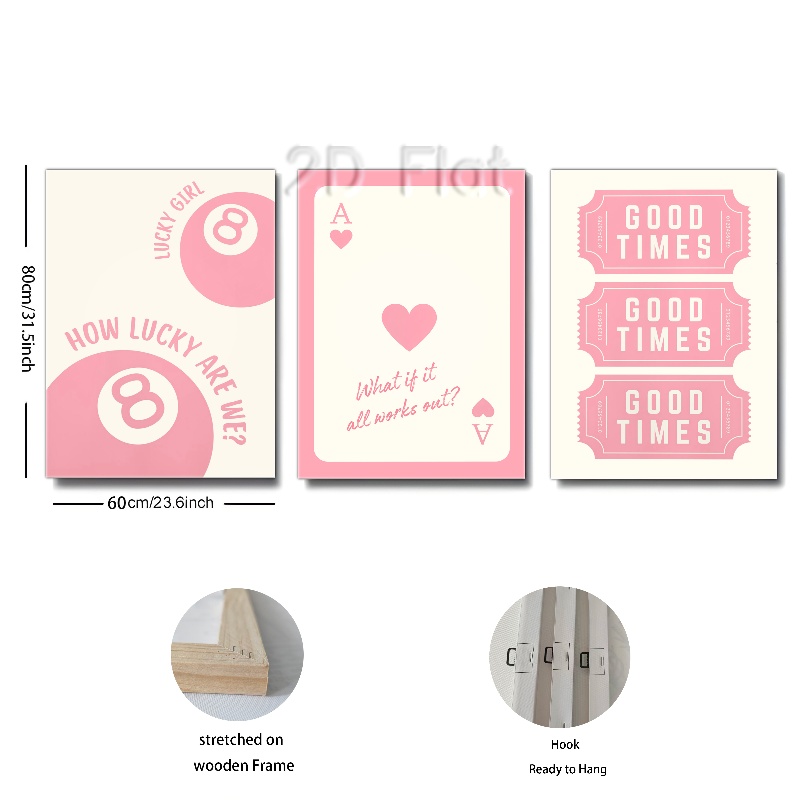 2D Flat
80cm/31.5inch
LUCKY GIRL
8
HOW LUCKY ARE WE?
8
60cm/23.6inch
A
What if it
all works out?
A
GOOD
TIMES
GOOD
TIMES
GOOD
TIMES
stretched on
wooden Frame
Hook
Ready to Hang